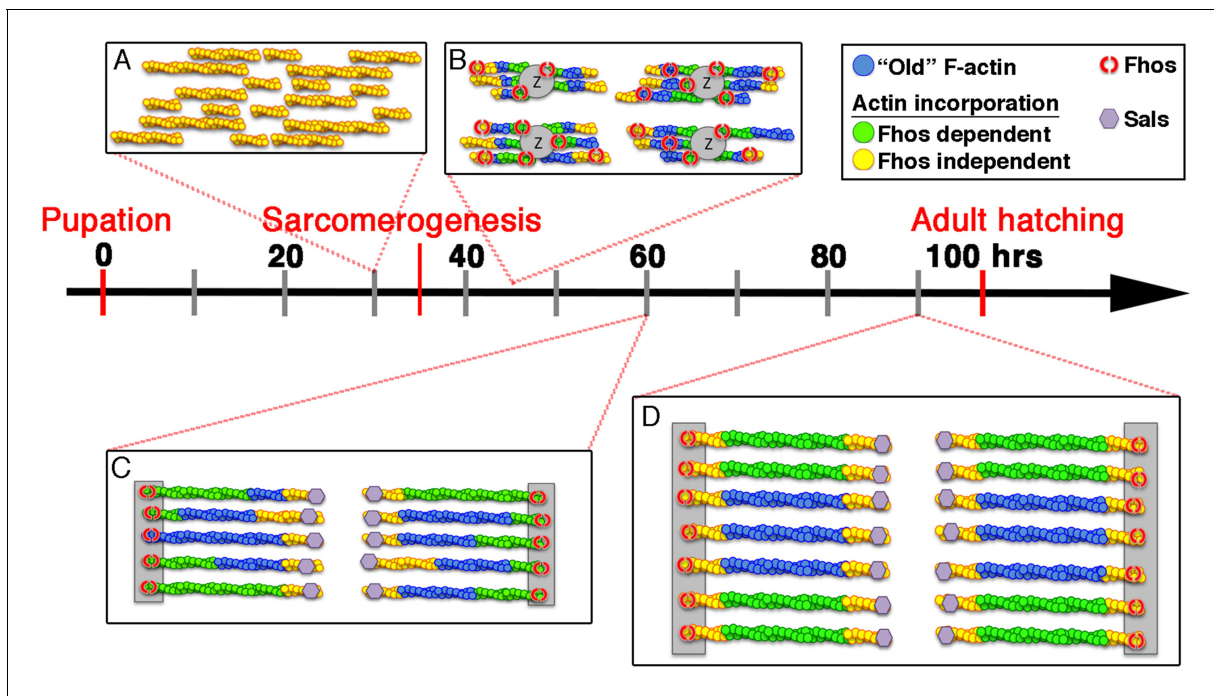 A
B
Z
Z
Z
Z
"Old" F-actin
Fhos
Actin incorporation
Fhos dependent
Sals
Fhos independent
Pupation
Sarcomerogenesis
Adult hatching
0
20
40
60
80
100 hrs
C
D